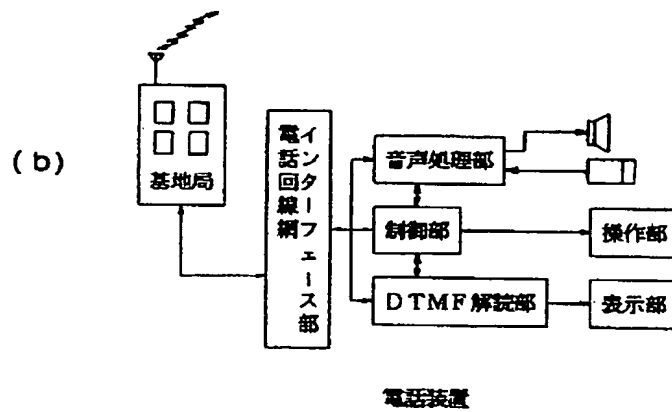 (b)
基地局
電話回線網
インターフェース部
音声処理部
制御部
操作部
DTMF解読部
表示部
電話装置